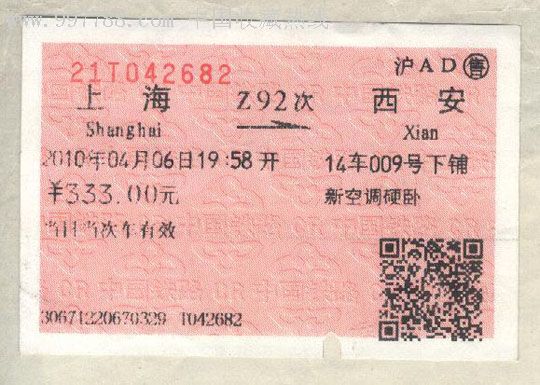 21T042682 沪AD售
上海 Z92次 西安
Shanghai Xian
2010年04月06日19:58开 14车009号下铺
￥333.00元 新空调硬卧
当日当次车有效
30671220670329 T042682